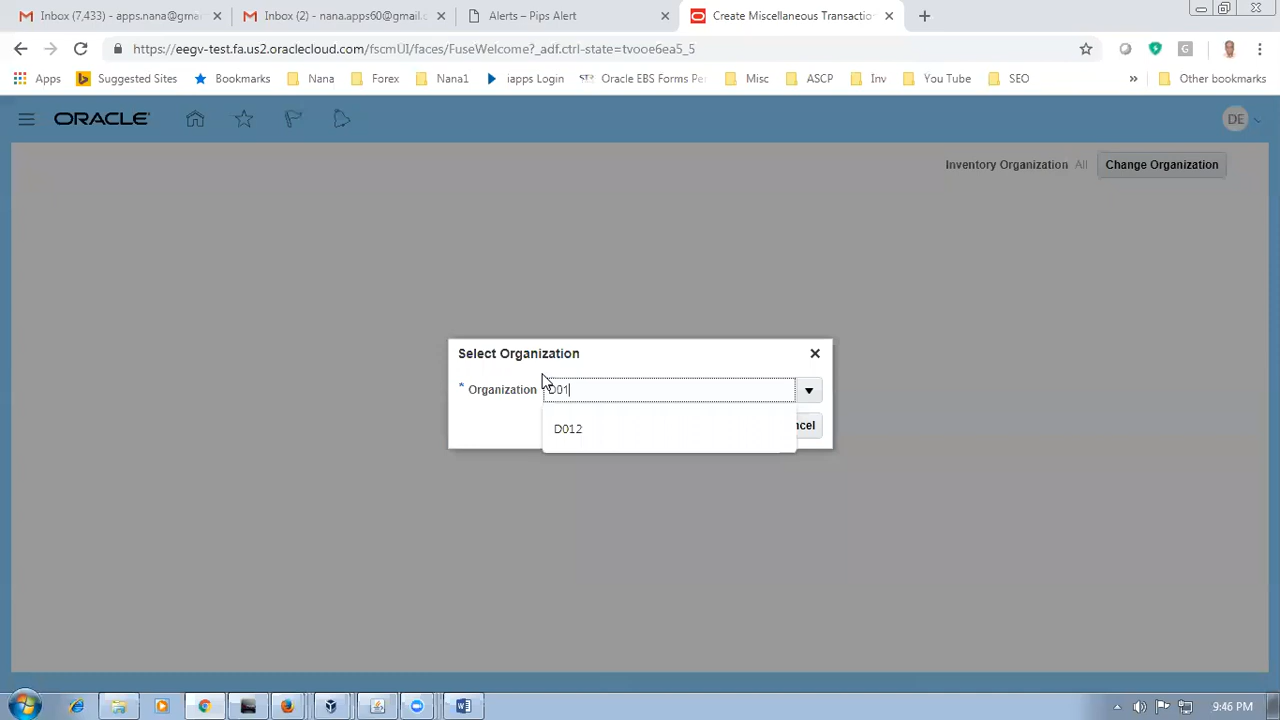 Inbox (7,433) - apps.nana@gmai
Inbox (2) - nana.apps60@gmail.c
Alerts – Pips Alert
Create Miscellaneous Transactio
https://eegv-test.fa.us2.oraclecloud.com/fscmUI/faces/FuseWelcome?_adf.ctrl-state=tvooe6ea5_5
Apps
Suggested Sites
Bookmarks
Nana
Forex
Nana1
iapps Login
Oracle EBS Forms Pe
Misc
ASCP
Inv
You Tube
SEO
Other bookmarks
ORACLE
DE
Inventory Organization All
Change Organization
Select Organization
* Organization D01
D012
ncel
9:46 PM